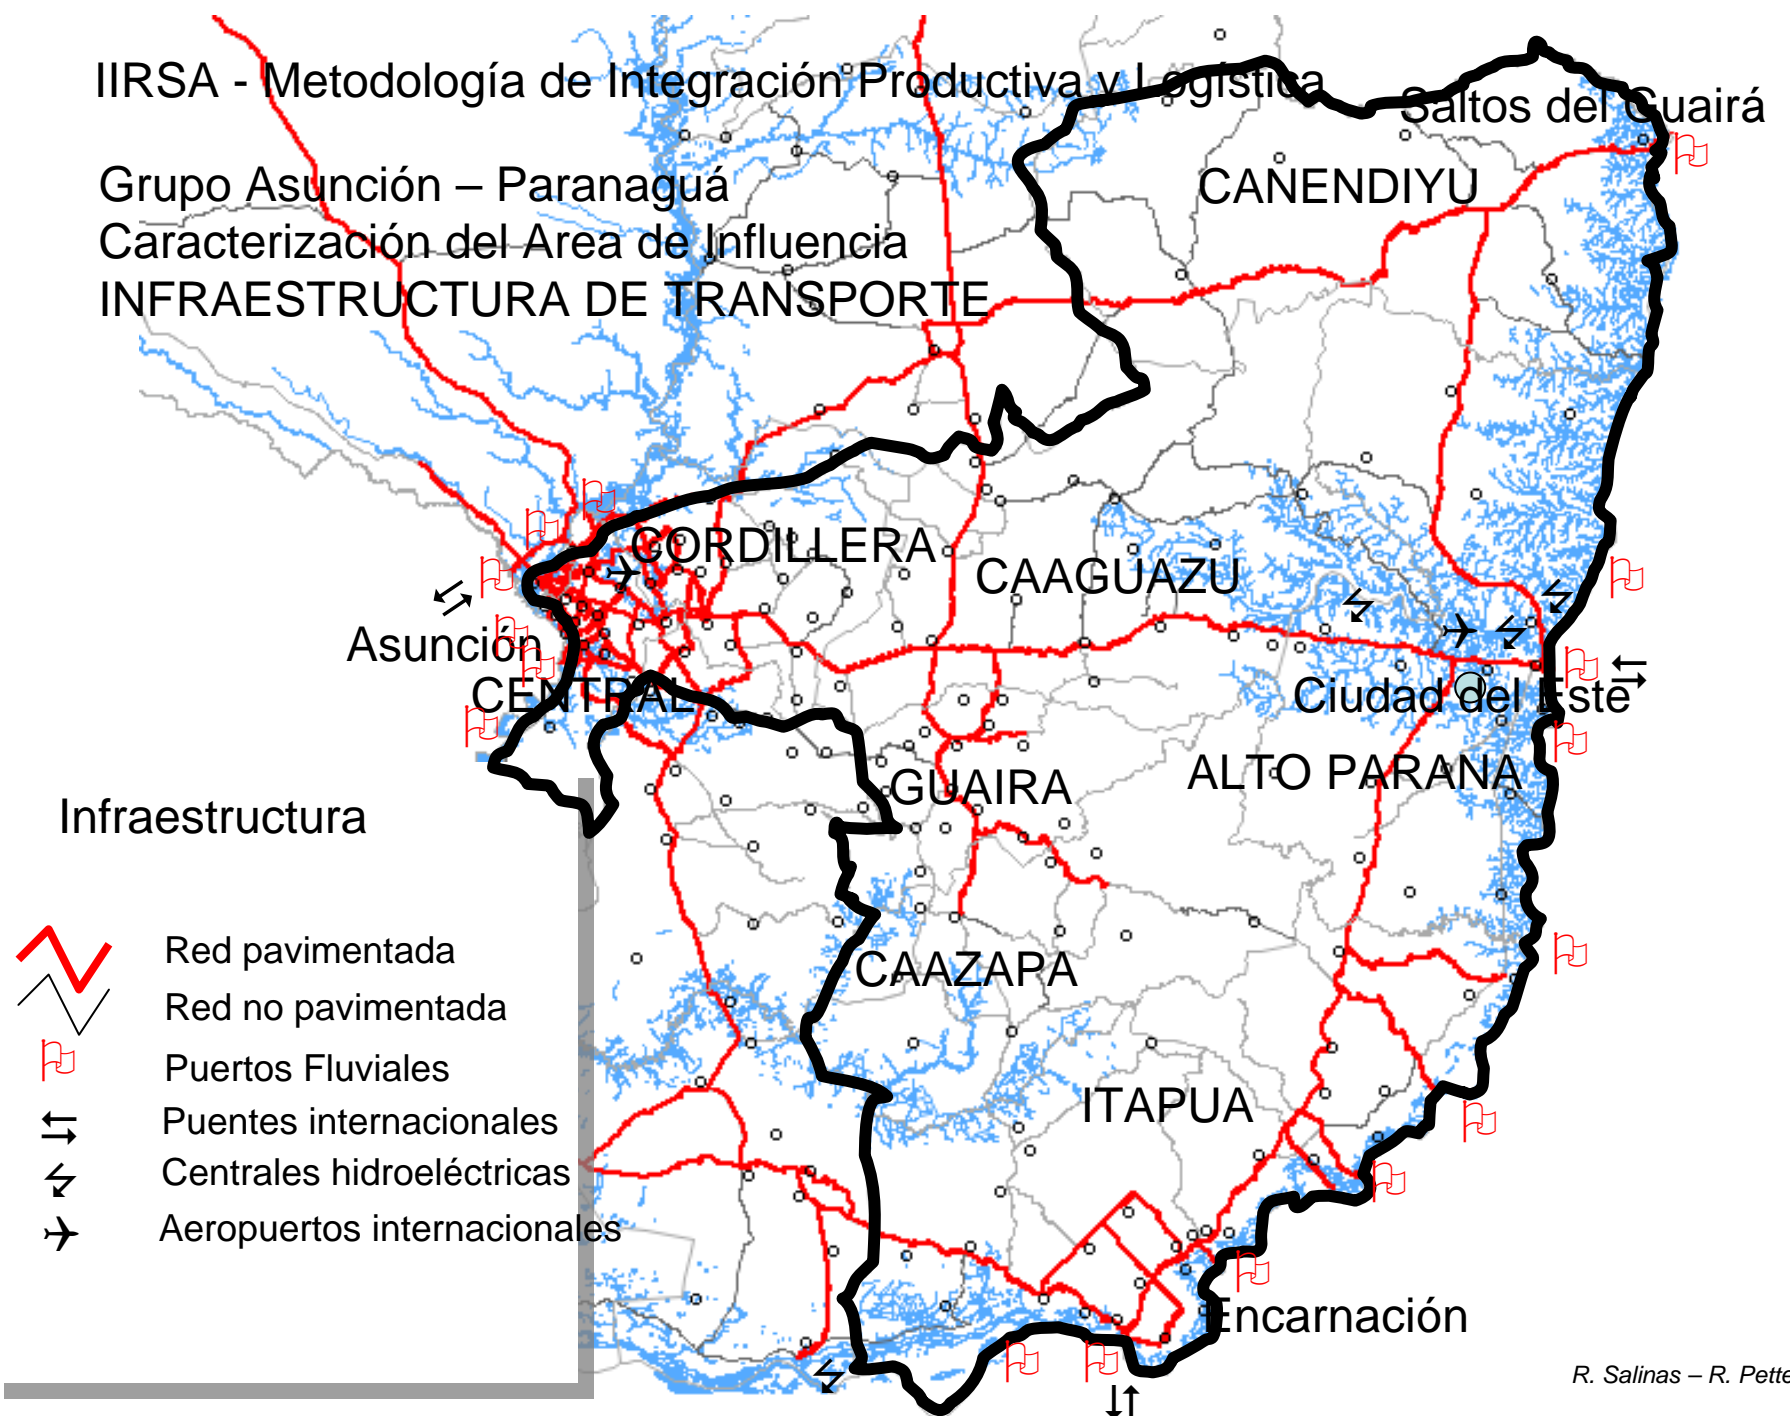 IIRSA - Metodología de Integración Productiva y Logística
Saltos del Guairá
Grupo Asunción – Paranaguá
CANENDIYU
Caracterización del Area de Influencia
INFRAESTRUCTURA DE TRANSPORTE
CORDILLERA
CAAGUAZU
Asunción
CENTRAL
Ciudad del Este
GUAIRA
ALTO PARANA
Infraestructura
Red pavimentada
CAAZAPA
Red no pavimentada
Puertos Fluviales
ITAPUA
Puentes internacionales
Centrales hidroeléctricas
Aeropuertos internacionales
Encarnación
R. Salinas – R. Pette